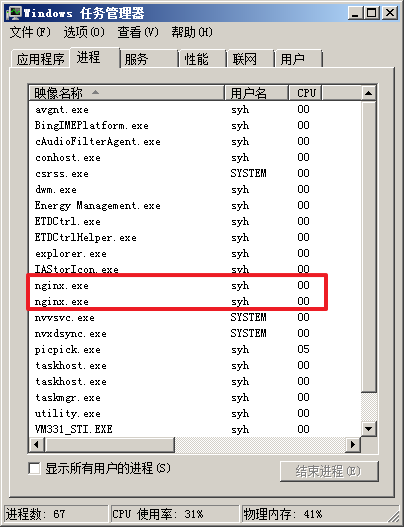 Windows 任务管理器
文件(F) 选项(O) 查看(V) 帮助(H)
应用程序 进程 服务 性能 联网 用户
映像名称 用户名 CPU
avgnt.exe syh 00
BingIMEPlatform.exe syh 00
cAudioFilterAgent.exe syh 00
conhost.exe syh 00
csrss.exe SYSTEM 00
dwm.exe syh 00
Energy Management.exe syh 00
ETDCtrl.exe syh 00
ETDCtrlHelper.exe syh 00
explorer.exe syh 00
IAStorIcon.exe syh 00
nginx.exe syh 00
nginx.exe syh 00
nvvsvc.exe SYSTEM 00
nvxdsync.exe SYSTEM 00
picpick.exe syh 05
taskhost.exe syh 00
taskhost.exe syh 00
taskmgr.exe syh 00
utility.exe syh 00
VM331_STI.EXE syh 00
显示所有用户的进程(S) 结束进程(E)
进程数: 67 CPU 使用率: 31% 物理内存: 41%